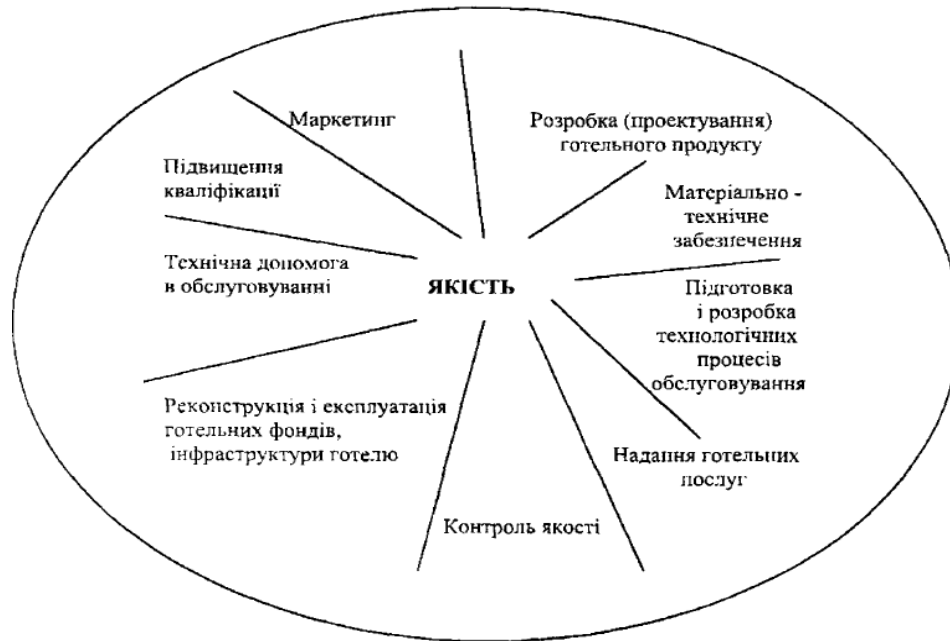 Маркетинг
Розробка (проектування)
готельного продукту
Підвищення
кваліфікації
Матеріально -
технічне
забезпечення
Технічна допомога
в обслуговуванні
ЯКІСТЬ
Підготовка
і розробка
технологічних
процесів
обслуговування
Реконструкція і експлуатація
готельних фондів,
інфраструктури готелю
Надання готельних
послуг
Контроль якості